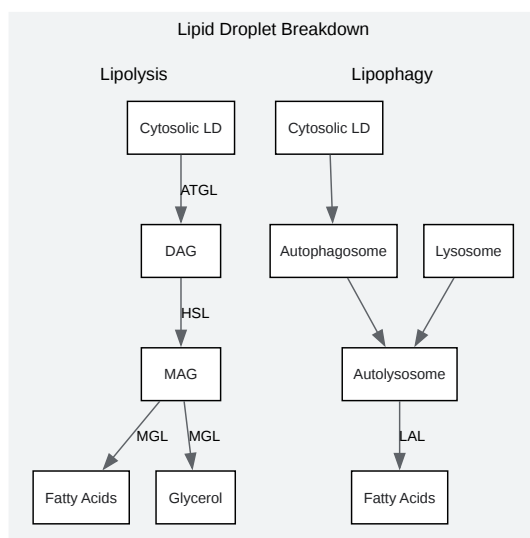 Lipid Droplet Breakdown
Lipolysis
Lipophagy
Cytosolic LD
Cytosolic LD
ATGL
DAG
Autophagosome
Lysosome
HSL
MAG
Autolysosome
MGL
MGL
LAL
Fatty Acids
Glycerol
Fatty Acids